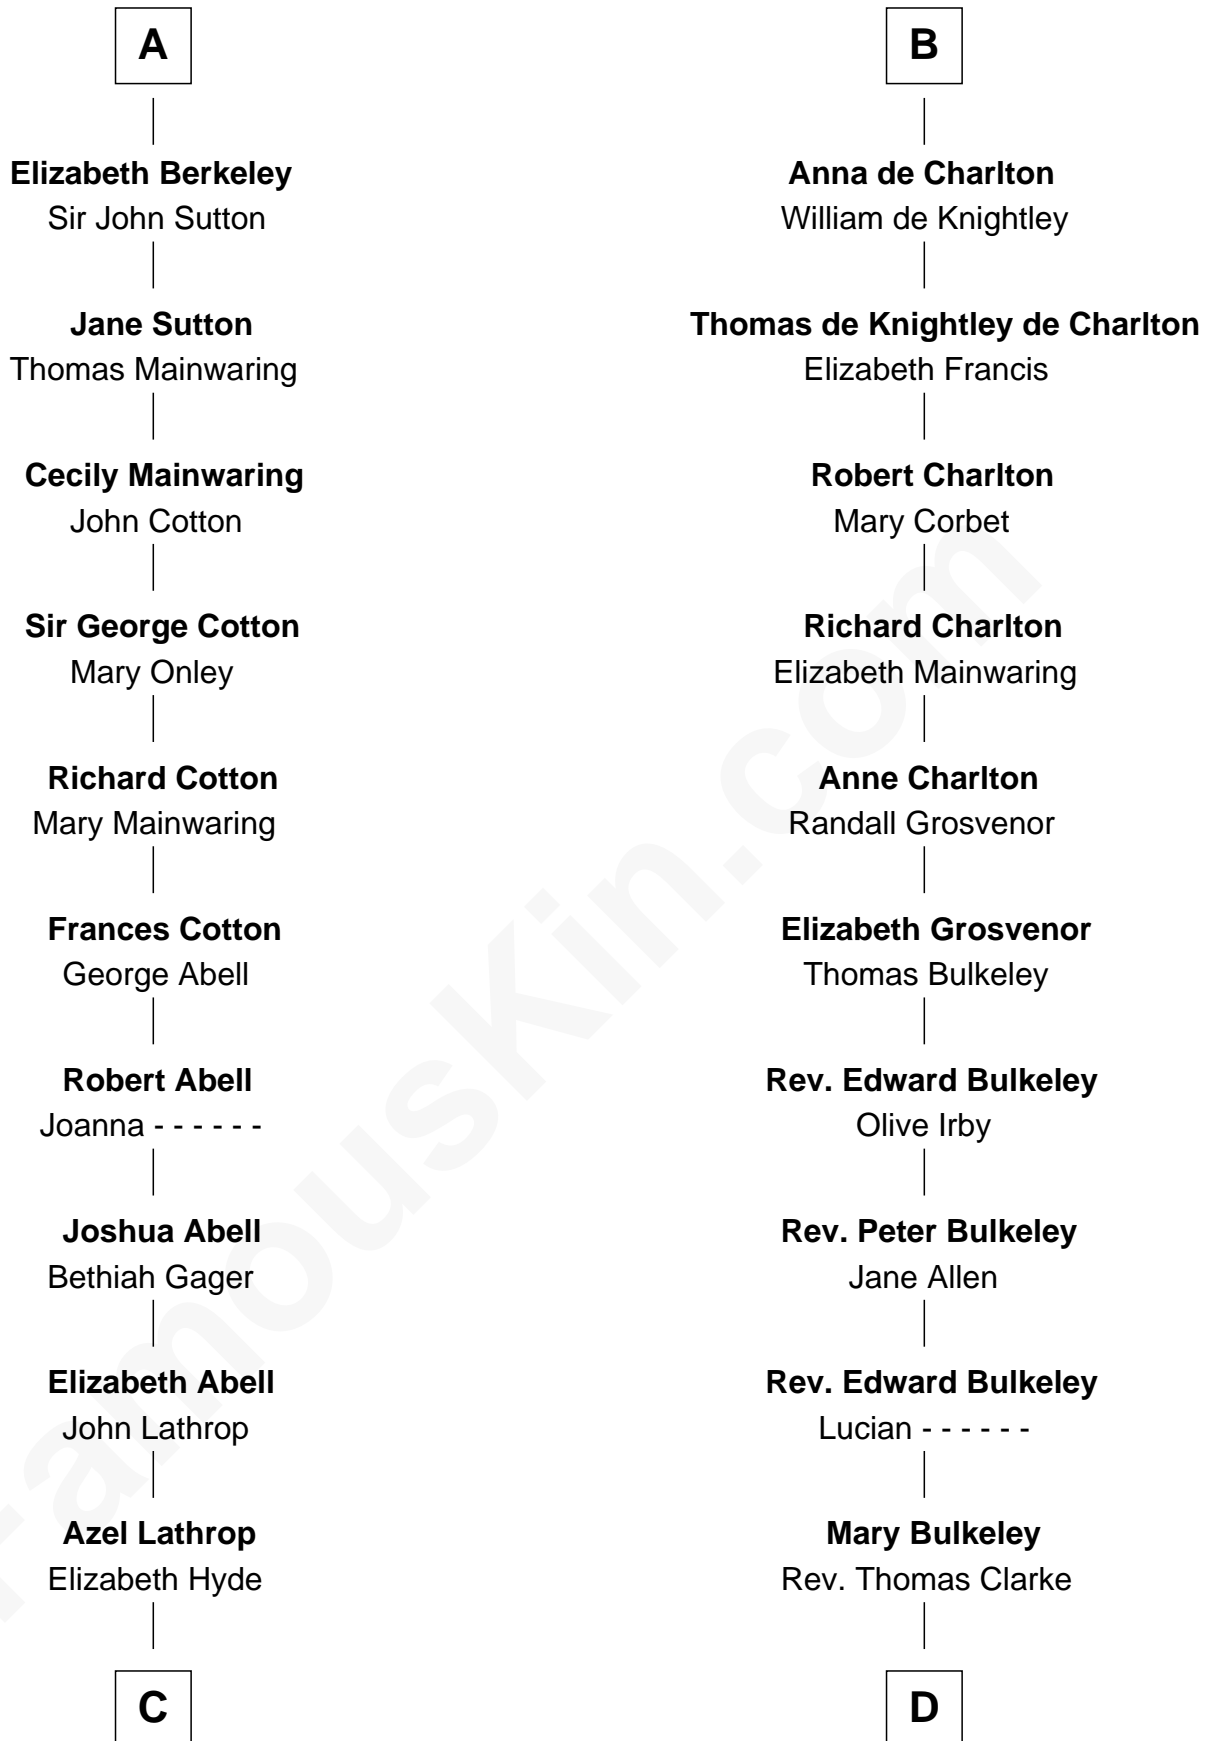 A
Elizabeth Berkeley
Sir John Sutton
Jane Sutton
Thomas Mainwaring
Cecily Mainwaring
John Cotton
Sir George Cotton
Mary Onley
Richard Cotton
Mary Mainwaring
Frances Cotton
George Abell
Robert Abell
Joanna - - - - - -
Joshua Abell
Bethiah Gager
Elizabeth Abell
John Lathrop
Azel Lathrop
Elizabeth Hyde
C
B
Anna de Charlton
William de Knightley
Thomas de Knightley de Charlton
Elizabeth Francis
Robert Charlton
Mary Corbet
Richard Charlton
Elizabeth Mainwaring
Anne Charlton
Randall Grosvenor
Elizabeth Grosvenor
Thomas Bulkeley
Rev. Edward Bulkeley
Olive Irby
Rev. Peter Bulkeley
Jane Allen
Rev. Edward Bulkeley
Lucian - - - - - -
Mary Bulkeley
Rev. Thomas Clarke
D
FamousKin.com